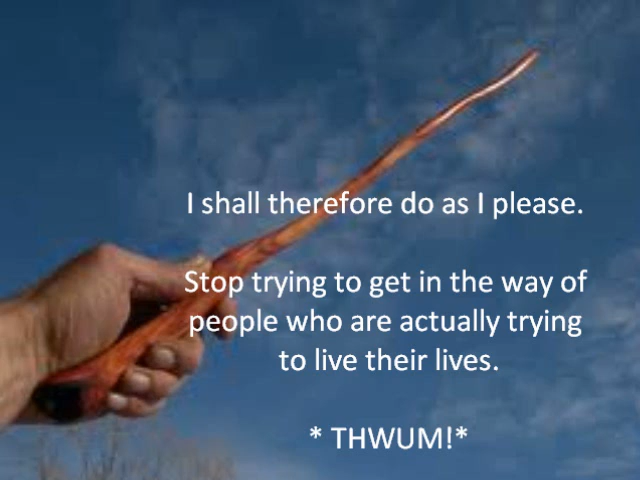 I shall therefore do as I please.
Stop trying to get in the way of
people who are actually trying
to live their lives.
* THWUM!*